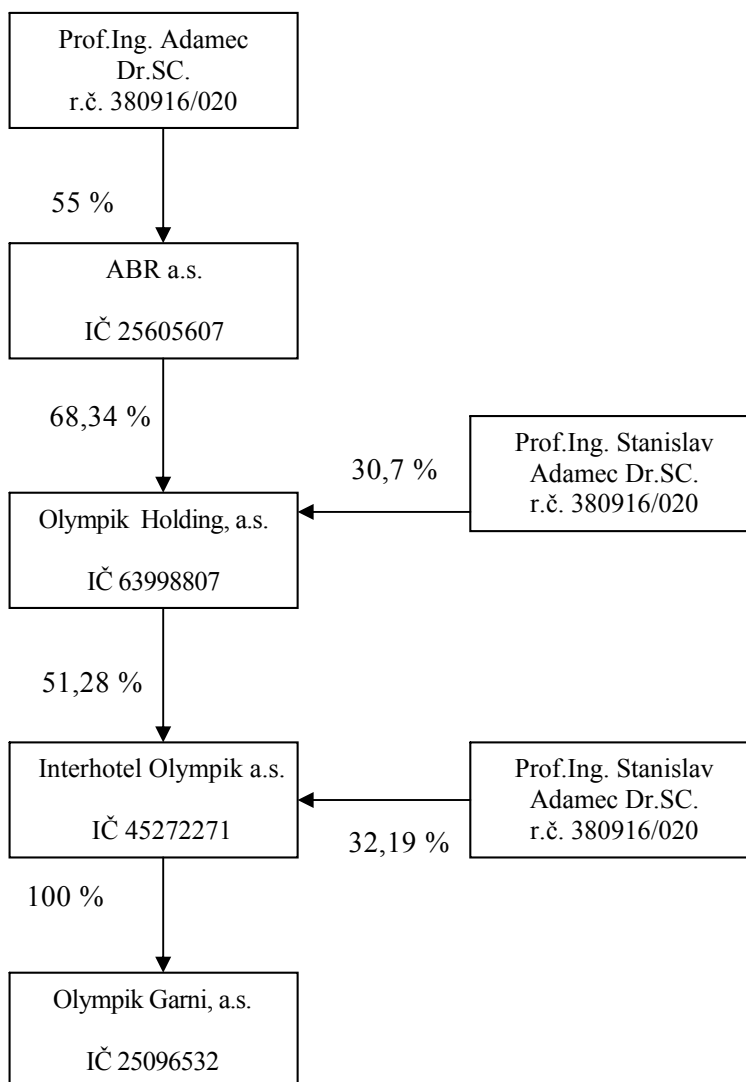 Prof.Ing. Adamec
Dr.SC.
r.č. 380916/020
55 %
ABR a.s.
IČ 25605607
68,34 %
30,7 %
Prof.Ing. Stanislav
Adamec Dr.SC.
r.č. 380916/020
Olympik Holding, a.s.
IČ 63998807
51,28 %
Interhotel Olympik a.s.
IČ 45272271
32,19 %
Prof.Ing. Stanislav
Adamec Dr.SC.
r.č. 380916/020
100 %
Olympik Garni, a.s.
IČ 25096532